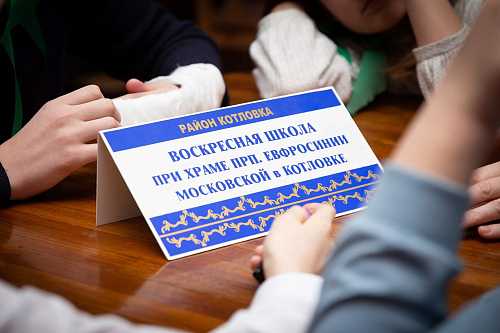 РАЙОН КОТЛОВКА
ВОСКРЕСНАЯ ШКОЛА
ПРИ ХРАМЕ ПРП. ЕВФРОСИНИИ
МОСКОВСКОЙ в КОТЛОВКЕ